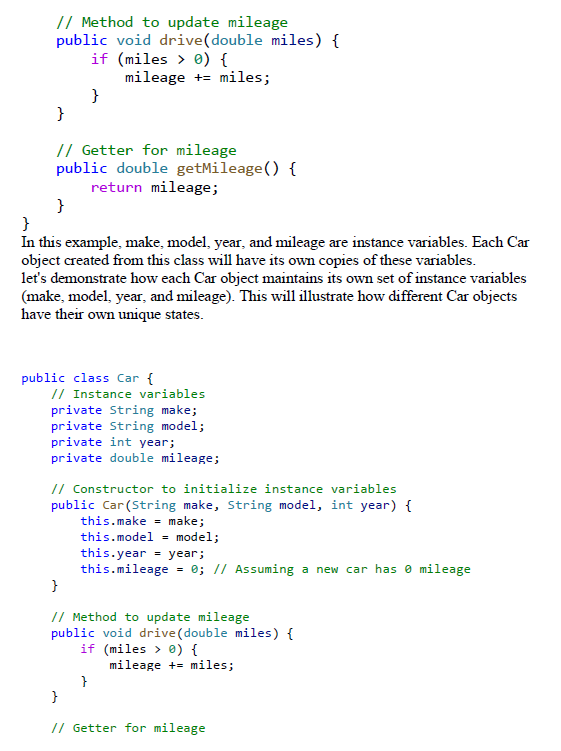 // Method to update mileage
public void drive(double miles) {
if (miles > 0) {
mileage += miles;
}
}
// Getter for mileage
public double getMileage() {
return mileage;
}
}
In this example, make, model, year, and mileage are instance variables. Each Car
object created from this class will have its own copies of these variables.
let's demonstrate how each Car object maintains its own set of instance variables
(make, model, year, and mileage). This will illustrate how different Car objects
have their own unique states.
public class Car {
// Instance variables
private String make;
private String model;
private int year;
private double mileage;
// Constructor to initialize instance variables
public Car(String make, String model, int year) {
this.make = make;
this.model = model;
this.year = year;
this.mileage = 0; // Assuming a new car has 0 mileage
}
// Method to update mileage
public void drive(double miles) {
if (miles > 0) {
mileage += miles;
}
}
// Getter for mileage